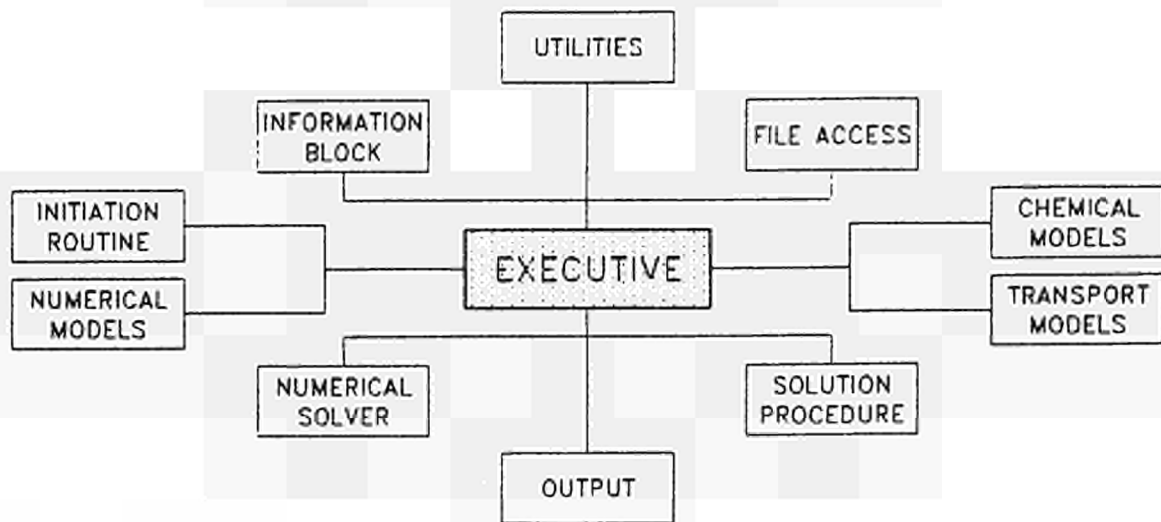 UTILITIES
INFORMATION
BLOCK
FILE ACCESS
INITIATION
ROUTINE
CHEMICAL
MODELS
EXECUTIVE
NUMERICAL
MODELS
TRANSPORT
MODELS
NUMERICAL
SOLVER
SOLUTION
PROCEDURE
OUTPUT